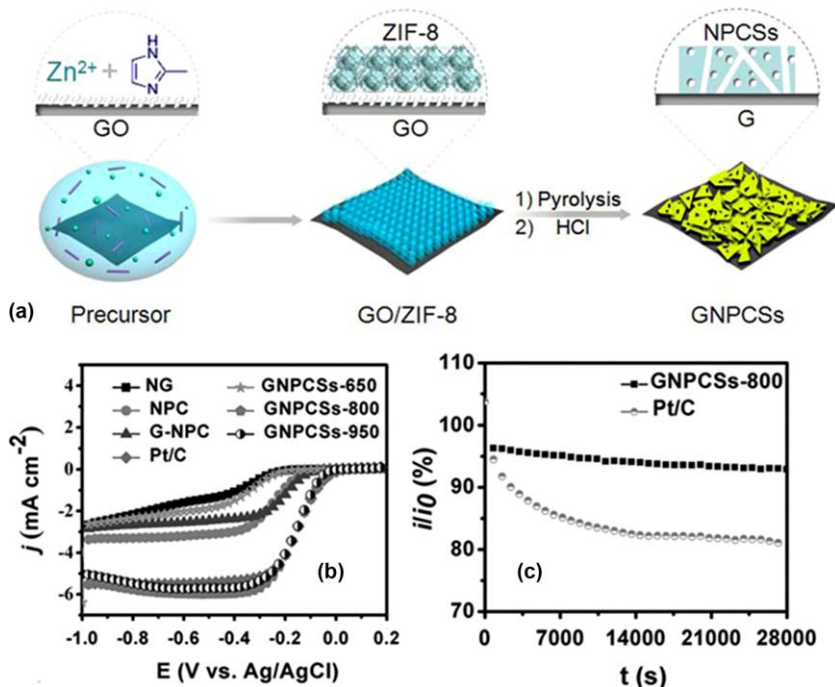 H
N
Zn2+ +
N
GO
ZIF-8
GO
NPCSs
G
1) Pyrolysis
2) HCl
(a)
Precursor
GO/ZIF-8
GNPCSs
4
2
0
-2
-4
-6
j (mA cm-2)
NG
NPC
G-NPC
Pt/C
GNPCSs-650
GNPCSs-800
GNPCSs-950
(b)
-1.0 -0.8 -0.6 -0.4 -0.2 0.0 0.2
E (V vs. Ag/AgCl)
110
100
90
80
70
i/i0 (%)
GNPCSs-800
Pt/C
(c)
0 7000 14000 21000 28000
t (s)